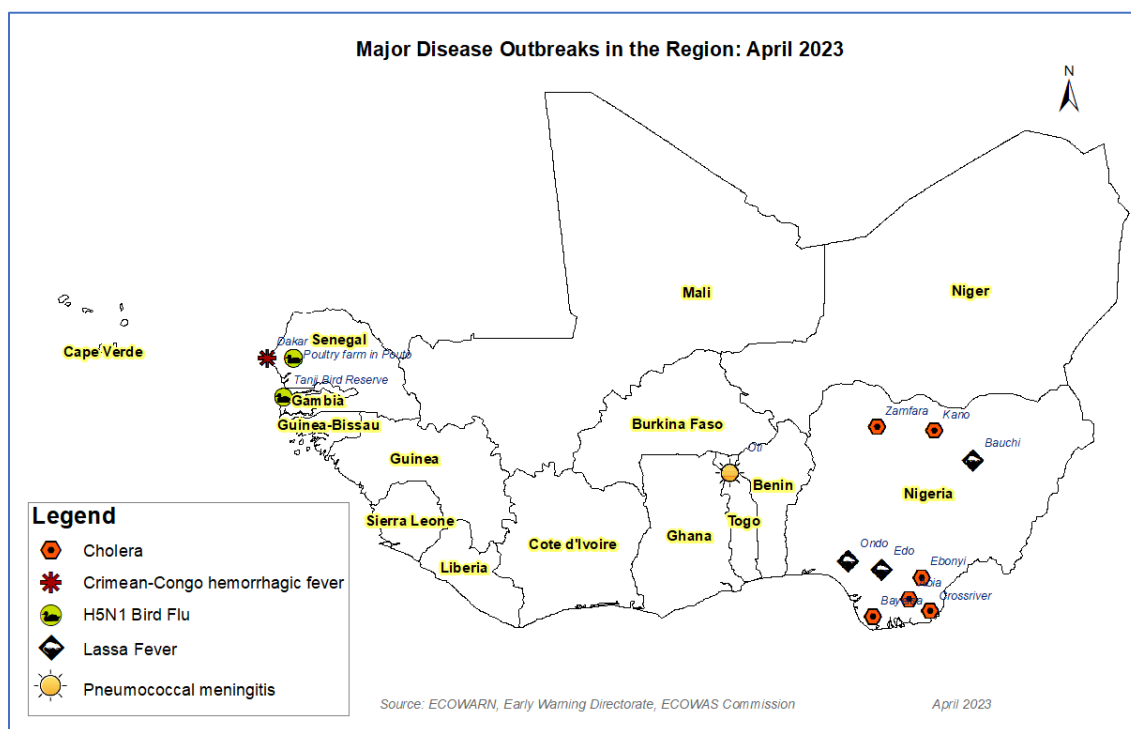 Major Disease Outbreaks in the Region: April 2023
N
Mali
Niger
Cape Verde
Dakar
Senegal
Poultry farm in Pouto
Tanji Bird Reserve
Gambia
Guinea-Bissau
Burkina Faso
Zamfara
Kano
Oti
Bauchi
Guinea
Benin
Nigeria
Sierra Leone
Cote d'Ivoire
Ghana
Togo
Liberia
Ondo
Edo
Ebonyi
Crossriver
Legend
Cholera
Crimean-Congo hemorrhagic fever
H5N1 Bird Flu
Lassa Fever
Pneumococcal meningitis
Source: ECOWARN, Early Warning Directorate, ECOWAS Commission
April 2023